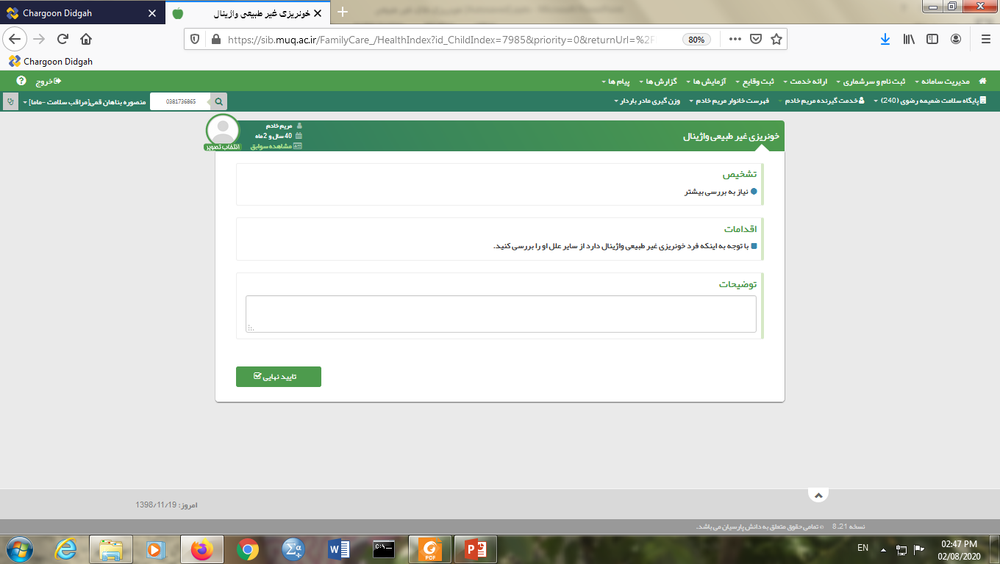 Chargoon Didgah
خونریزی غیر طبیعی واژینال
https://sib.muq.ac.ir/FamilyCare_/HealthIndex?id_ChildIndex=7985&priority=0&returnUrl=%2F
80%
Chargoon Didgah
مدیریت سامانه ثبت نام و سرشماری ارائه خدمت ثبت وقایع آزمایش ها گزارش ها پیام ها خروج
پایگاه سلامت ضمیمه رضوی (240) خدمت گیرنده مریم خادم فهرست خانوار مریم خادم وزن گیری مادر باردار 0381736865 منصوره بناهان قمی[مراقب سلامت -ماما]
خونریزی غیر طبیعی واژینال
مریم خادم
40 سال و 2 ماه
مشاهده سوابق
انتخاب تصویر
تشخیص
نیاز به بررسی بیشتر
اقدامات
با توجه به اینکه فرد خونریزی غیر طبیعی واژینال دارد از سایر علل او را بررسی کنید.
توضیحات
تایید نهایی
امروز: 1398/11/19
نسخه 8.21 © تمامی حقوق متعلق به دانش پارسیان می باشد.
EN
02:47 PM
02/08/2020